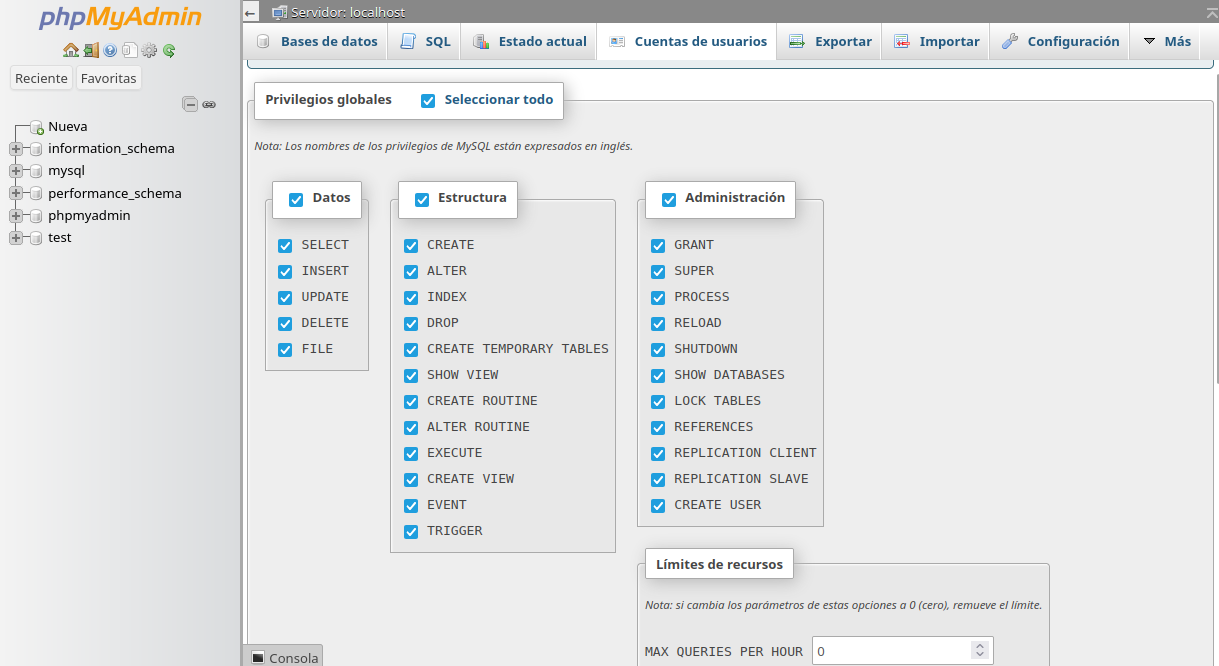 phpMyAdmin
Reciente
Favoritas
Nueva
information_schema
mysql
performance_schema
phpmyadmin
test
Servidor: localhost
Bases de datos
SQL
Estado actual
Cuentas de usuarios
Exportar
Importar
Configuración
Más
Privilegios globales
Seleccionar todo
Nota: Los nombres de los privilegios de MySQL están expresados en inglés.
Datos
SELECT
INSERT
UPDATE
DELETE
FILE
Estructura
CREATE
ALTER
INDEX
DROP
CREATE TEMPORARY TABLES
SHOW VIEW
CREATE ROUTINE
ALTER ROUTINE
EXECUTE
CREATE VIEW
EVENT
TRIGGER
Administración
GRANT
SUPER
PROCESS
RELOAD
SHUTDOWN
SHOW DATABASES
LOCK TABLES
REFERENCES
REPLICATION CLIENT
REPLICATION SLAVE
CREATE USER
Límites de recursos
Nota: si cambia los parámetros de estas opciones a 0 (cero), remueve el límite.
MAX QUERIES PER HOUR 0
Consola